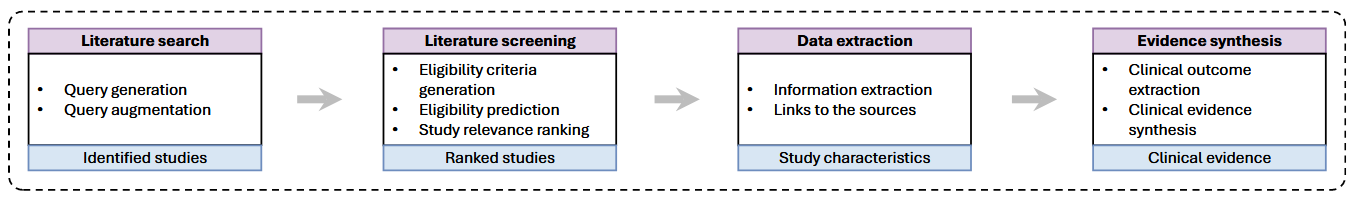 Literature search
• Query generation
• Query augmentation
Identified studies
Literature screening
• Eligibility criteria
generation
• Eligibility prediction
• Study relevance ranking
Ranked studies
Data extraction
• Information extraction
• Links to the sources
Study characteristics
Evidence synthesis
• Clinical outcome
extraction
• Clinical evidence
synthesis
Clinical evidence